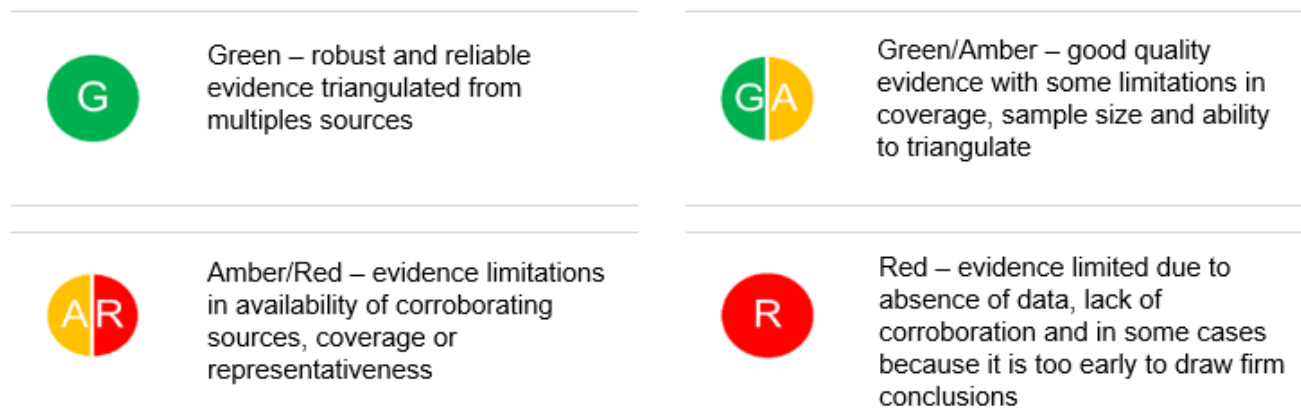 G
Green – robust and reliable
evidence triangulated from
multiples sources
GA
Green/Amber – good quality
evidence with some limitations in
coverage, sample size and ability
to triangulate
AR
Amber/Red – evidence limitations
in availability of corroborating
sources, coverage or
representativeness
R
Red – evidence limited due to
absence of data, lack of
corroboration and in some cases
because it is too early to draw firm
conclusions